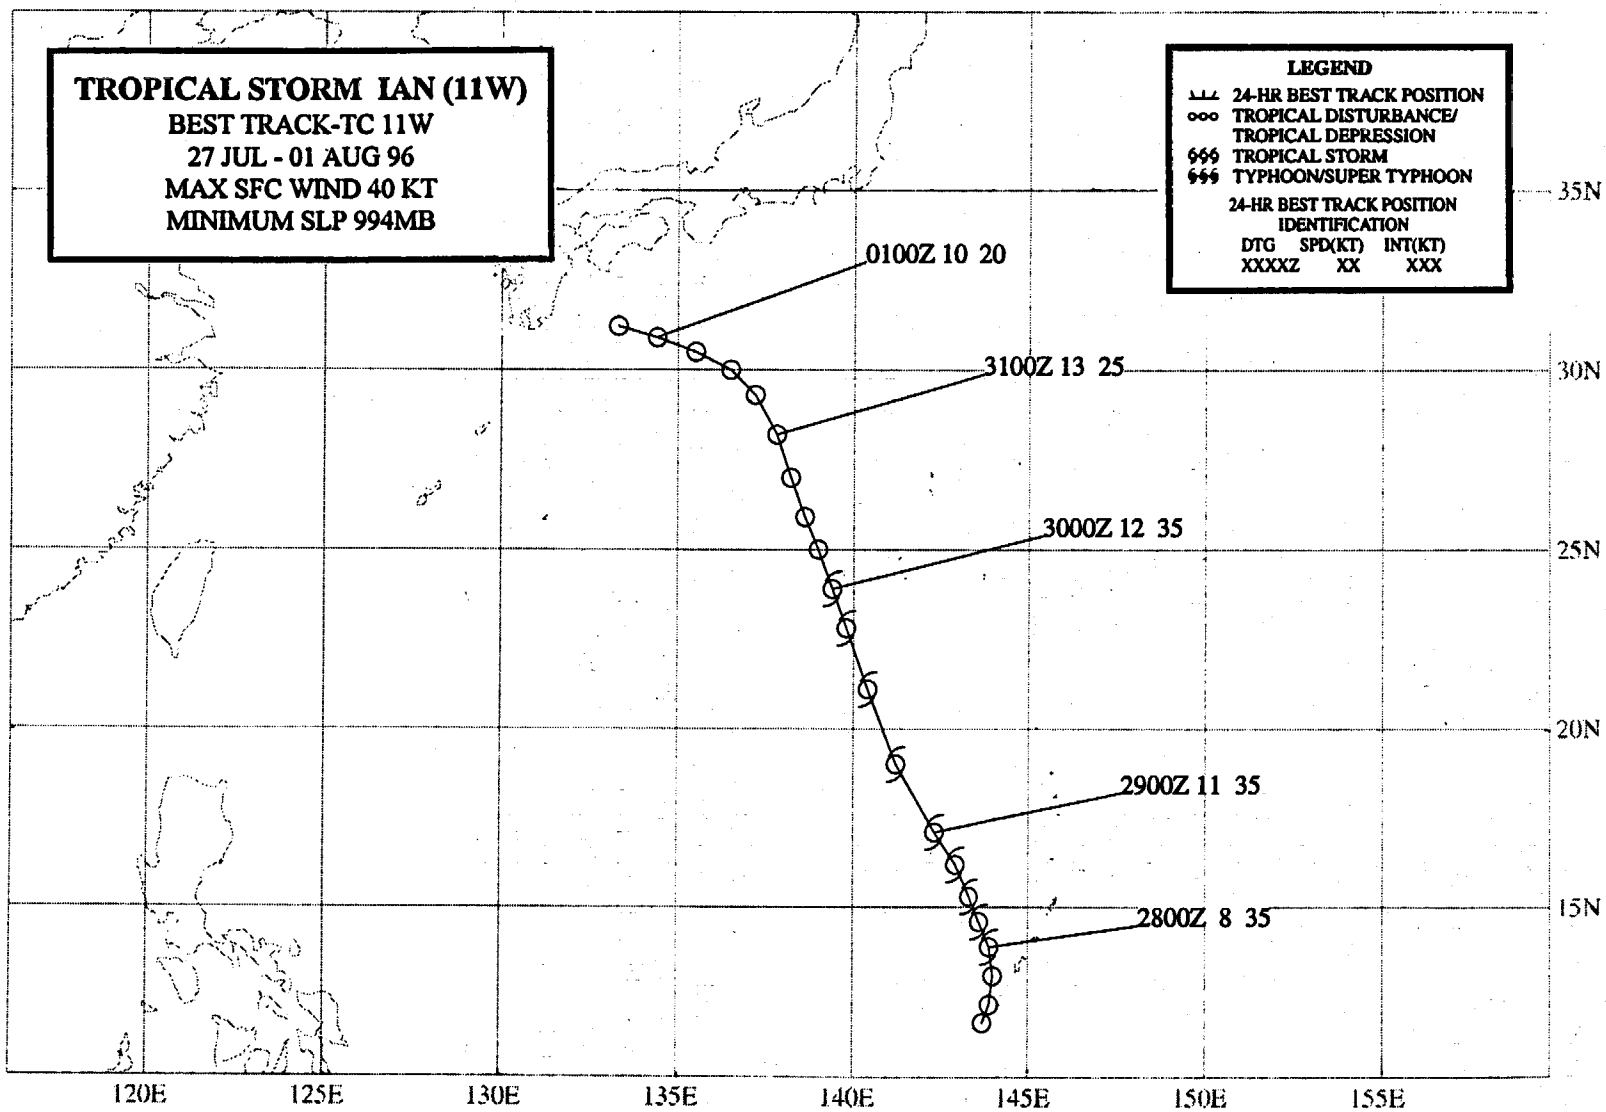 TROPICAL STORM IAN (11W)
BEST TRACK-TC 11W
27 JUL - 01 AUG 96
MAX SFC WIND 40 KT
MINIMUM SLP 994MB
LEGEND
24-HR BEST TRACK POSITION
TROPICAL DISTURBANCE/
TROPICAL DEPRESSION
TROPICAL STORM
TYPHOON/SUPER TYPHOON
24-HR BEST TRACK POSITION
IDENTIFICATION
DTG SPD(KT) INT(KT)
XXXXZ XX XXX
35N
0100Z 10 20
3100Z 13 25
30N
3000Z 12 35
25N
20N
2900Z 11 35
15N
2800Z 8 35
120E 125E 130E 135E 140E 145E 150E 155E